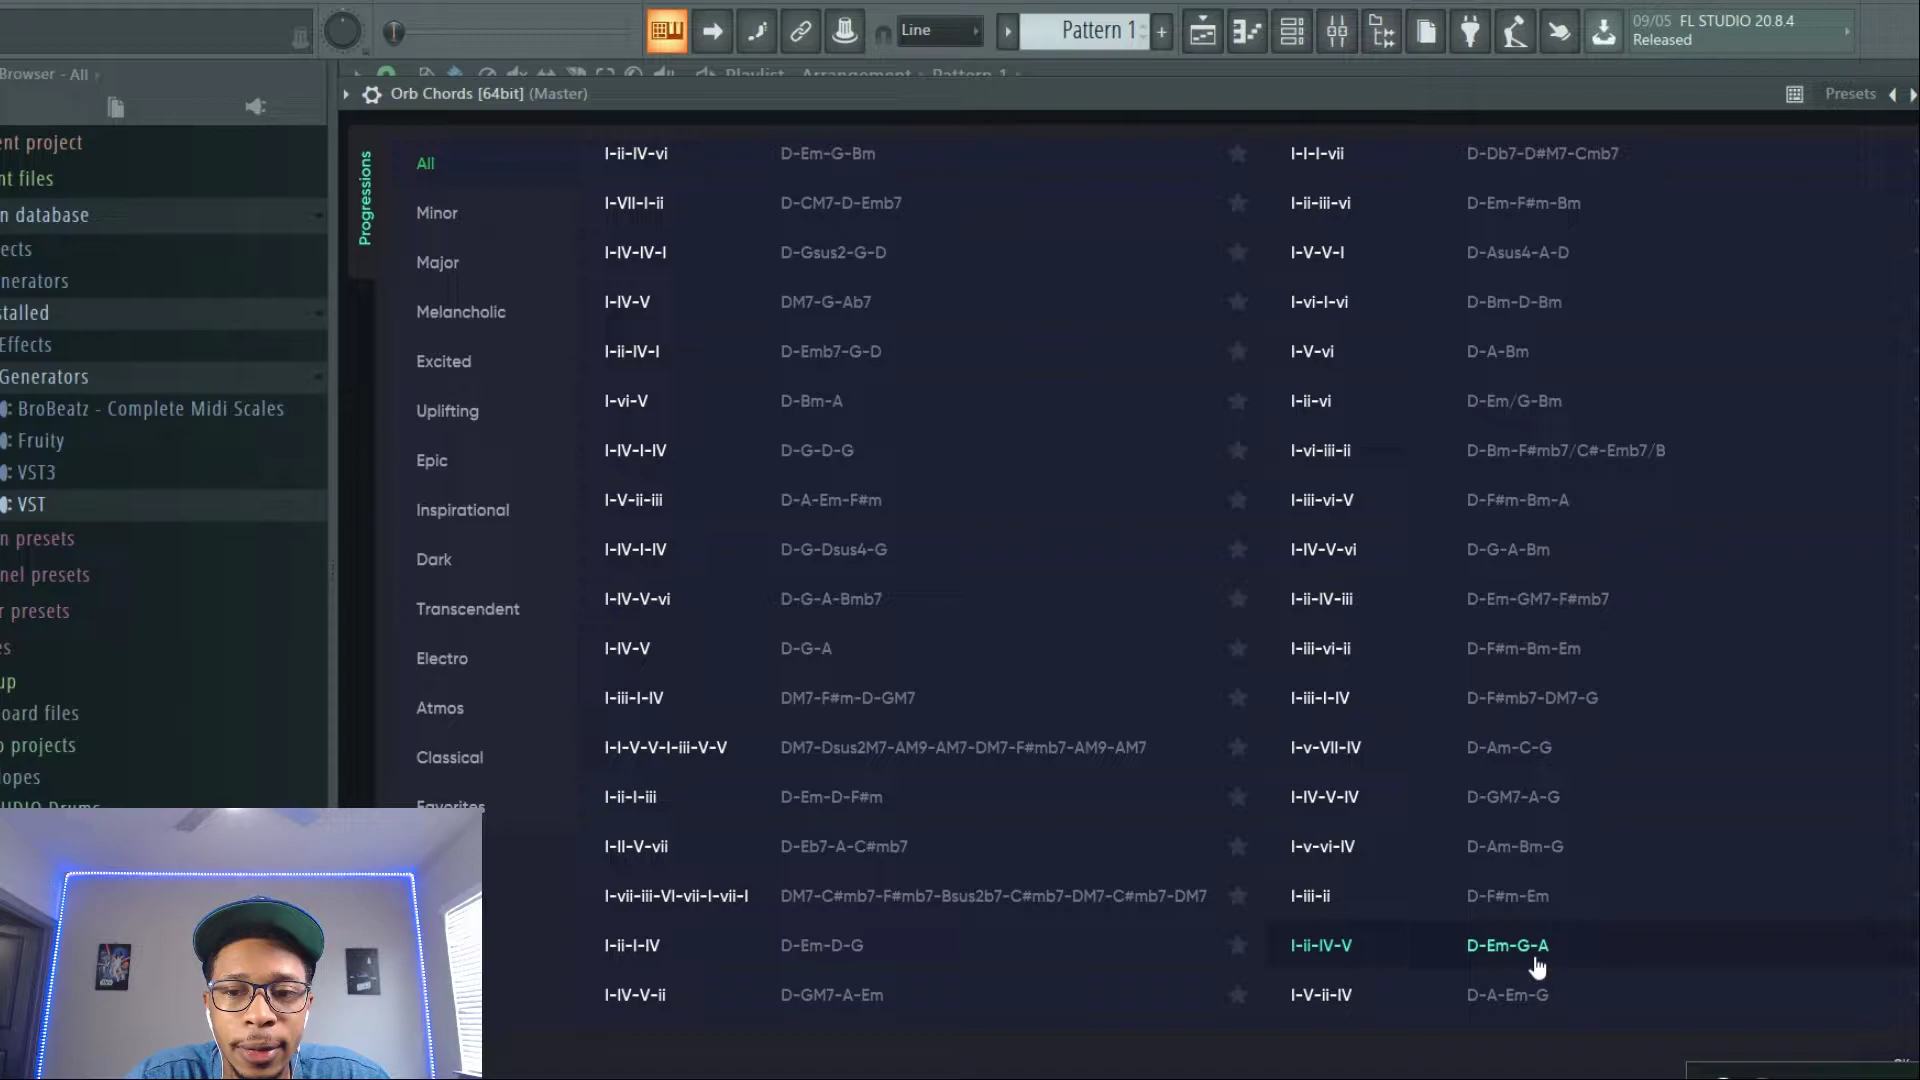 Line
Pattern 1
+
09/05 FL STUDIO 20.8.4
Released
Browser - All
Playlist - Arrangement Pattern 1
Orb Chords [64bit] (Master)
Presets
ent project
nt files
n database
ects
nerators
stalled
Effects
Generators
BroBeatz - Complete Midi Scales
Fruity
VST3
VST
n presets
nel presets
r presets
es
up
oard files
o projects
lopes
UDIO Drums
Progressions
All
Minor
Major
Melancholic
Excited
Uplifting
Epic
Inspirational
Dark
Transcendent
Electro
Atmos
Classical
Favorites
I-ii-IV-vi D-Em-G-Bm
I-VII-I-ii D-CM7-D-Emb7
I-IV-IV-I D-Gsus2-G-D
I-IV-V DM7-G-Ab7
I-ii-IV-I D-Emb7-G-D
I-vi-V D-Bm-A
I-IV-I-IV D-G-D-G
I-V-ii-iii D-A-Em-F#m
I-IV-I-IV D-G-Dsus4-G
I-IV-V-vi D-G-A-Bmb7
I-IV-V D-G-A
I-iii-I-IV DM7-F#m-D-GM7
I-I-V-V-I-iii-V-V DM7-Dsus2M7-AM9-AM7-DM7-F#mb7-AM9-AM7
I-ii-I-iii D-Em-D-F#m
I-II-V-vii D-Eb7-A-C#mb7
I-vii-iii-VI-vii-I-vii-I DM7-C#mb7-F#mb7-Bsus2b7-C#mb7-DM7-C#mb7-DM7
I-ii-I-IV D-Em-D-G
I-IV-V-ii D-GM7-A-Em
I-I-I-vii D-Db7-D#M7-Cmb7
I-ii-iii-vi D-Em-F#m-Bm
I-V-V-I D-Asus4-A-D
I-vi-I-vi D-Bm-D-Bm
I-V-vi D-A-Bm
I-ii-vi D-Em/G-Bm
I-vi-iii-ii D-Bm-F#mb7/C#-Emb7/B
I-iii-vi-V D-F#m-Bm-A
I-IV-V-vi D-G-A-Bm
I-ii-IV-iii D-Em-GM7-F#mb7
I-iii-vi-ii D-F#m-Bm-Em
I-iii-I-IV D-F#mb7-DM7-G
I-v-VII-IV D-Am-C-G
I-IV-V-IV D-GM7-A-G
I-v-vi-IV D-Am-Bm-G
I-iii-ii D-F#m-Em
I-ii-IV-V D-Em-G-A
I-V-ii-IV D-A-Em-G